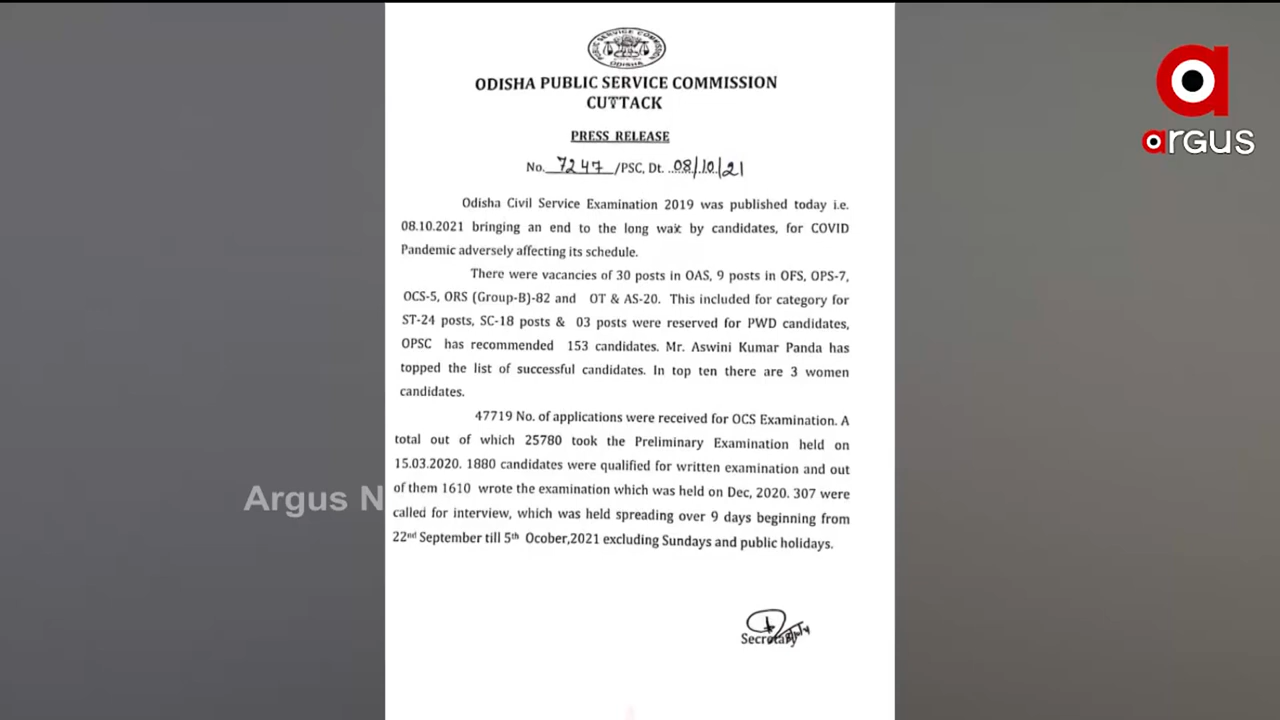 PUBLIC SERVICE COMMISSION
ODISHA
ODISHA PUBLIC SERVICE COMMISSION
CUTTACK
PRESS RELEASE
No. 7247 /PSC, Dt. 08/10/21
Odisha Civil Service Examination 2019 was published today i.e.
08.10.2021 bringing an end to the long wax by candidates, for COVID
Pandemic adversely affecting its schedule.
There were vacancies of 30 posts in OAS, 9 posts in OFS, OPS-7,
OCS-5, ORS (Group-B)-82 and OT & AS-20. This included for category for
ST-24 posts, SC-18 posts & 03 posts were reserved for PWD candidates,
OPSC has recommended 153 candidates. Mr. Aswini Kumar Panda has
topped the list of successful candidates. In top ten there are 3 women
candidates.
47719 No. of applications were received for OCS Examination. A
total out of which 25780 took the Preliminary Examination held on
15.03.2020. 1880 candidates were qualified for written examination and out
of them 1610 wrote the examination which was held on Dec, 2020. 307 were
called for interview, which was held spreading over 9 days beginning from
22nd September till 5th Ocober,2021 excluding Sundays and public holidays.
Secretary
argus
Argus N